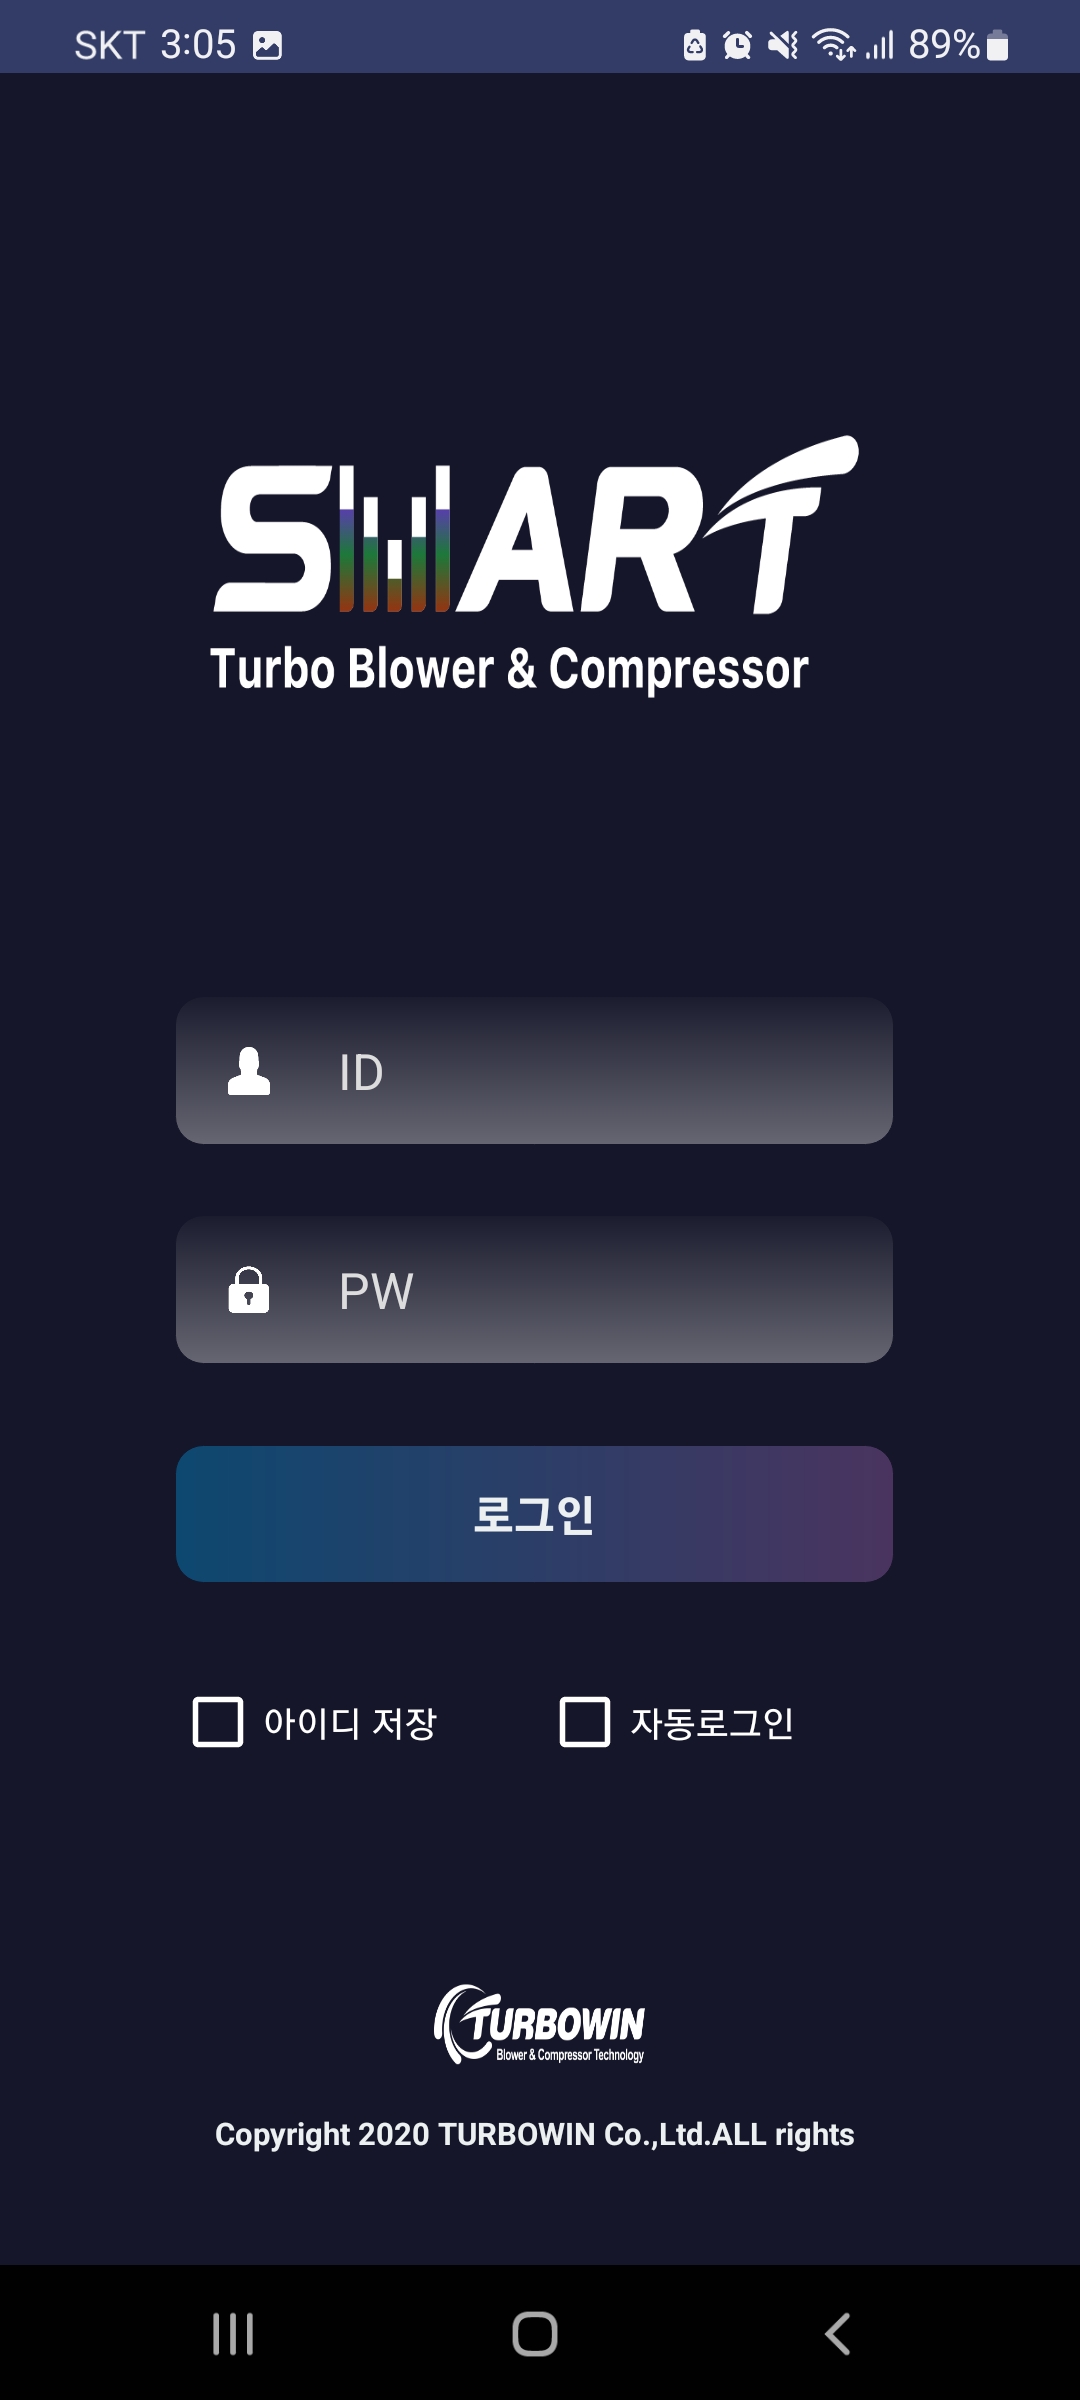 SKT 3:05 89%
SMART
Turbo Blower & Compressor
ID
PW
로그인
아이디 저장 자동로그인
TURBOWIN
Blower & Compressor Technology
Copyright 2020 TURBOWIN Co.,Ltd.ALL rights